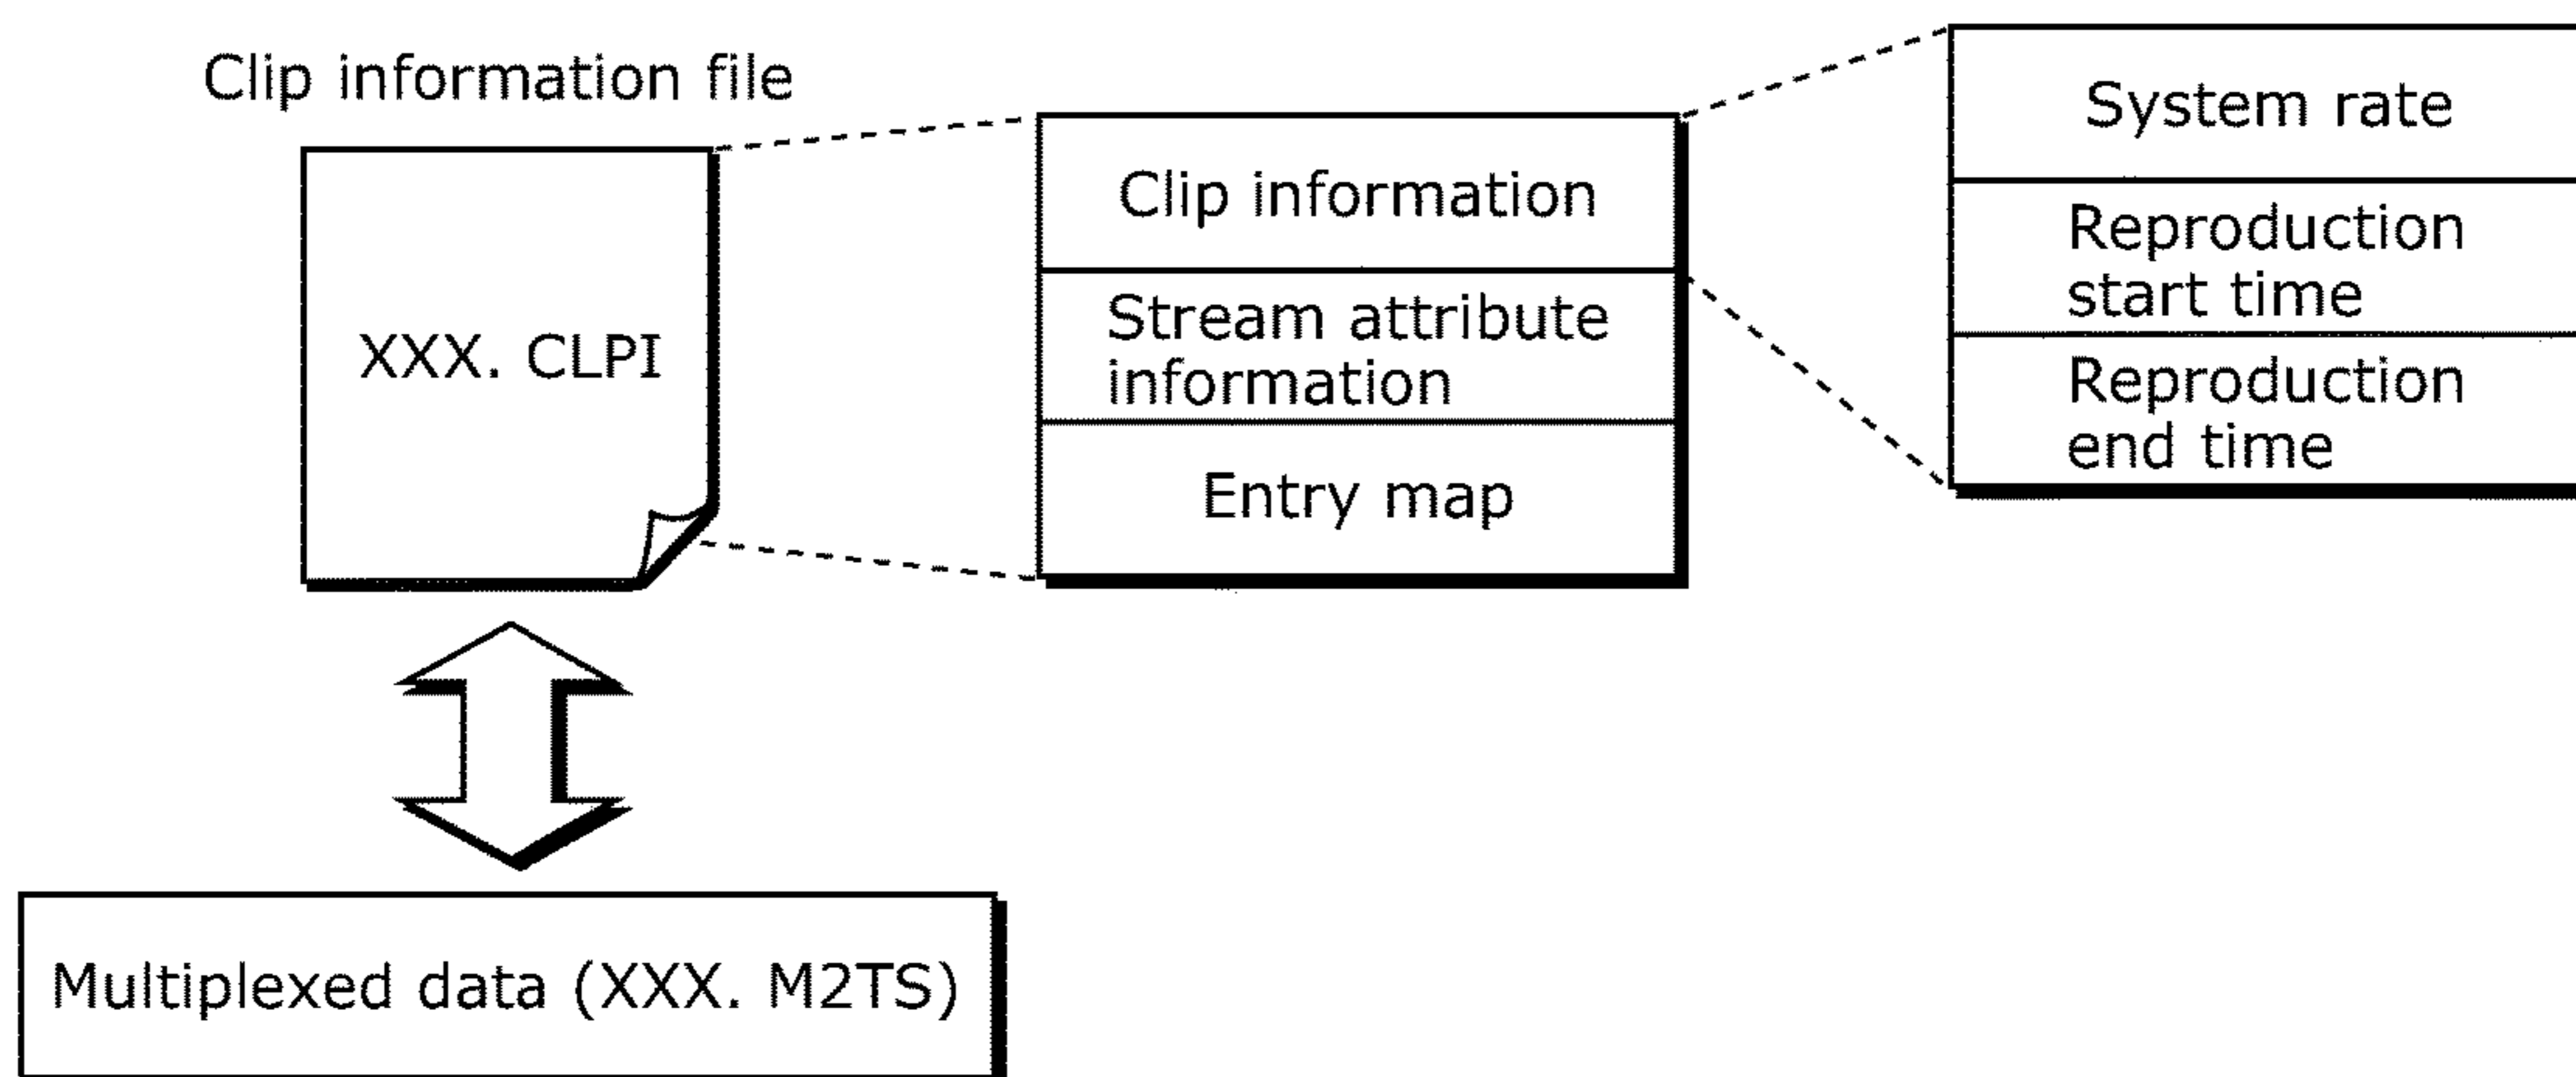 Clip information file
XXX. CLPI
Multiplexed data (XXX. M2TS)
Clip information
Stream attribute
information
Entry map
System rate
Reproduction
start time
Reproduction
end time